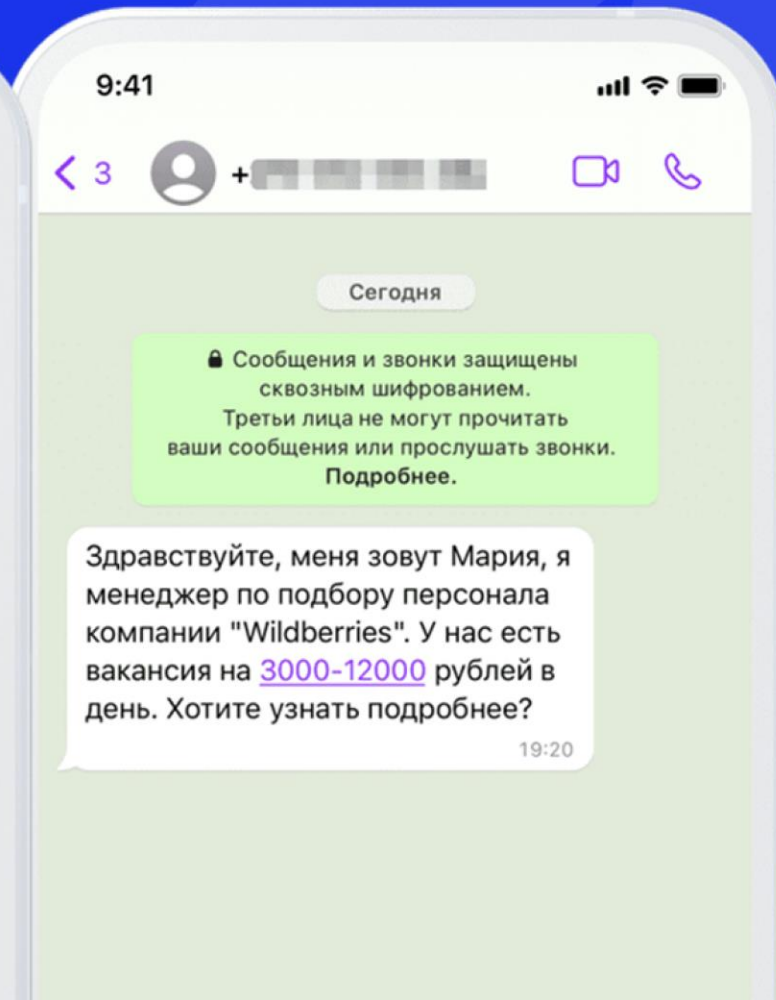 9:41
3
+
Сегодня
Сообщения и звонки защищены
сквозным шифрованием.
Третьи лица не могут прочитать
ваши сообщения или прослушать звонки.
Подробнее.
Здравствуйте, меня зовут Мария, я
менеджер по подбору персонала
компании "Wildberries". У нас есть
вакансия на 3000-12000 рублей в
день. Хотите узнать подробнее?
19:20